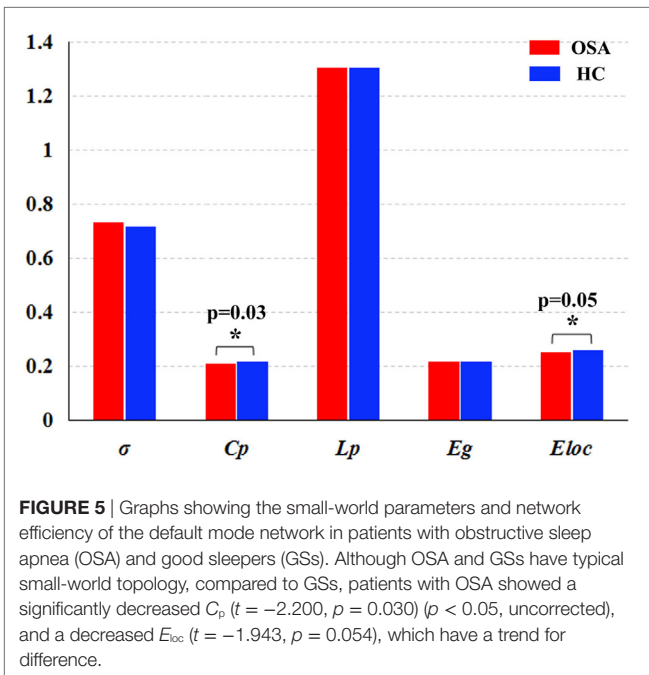 1.4
OSA
HC
1.2
1
0.8
0.6
p=0.05
0.4
p=0.03
*
*
0.2
0
σ Cp Lp Eg Eloc
FIGURE 5 | Graphs showing the small-world parameters and network
efficiency of the default mode network in patients with obstructive sleep
apnea (OSA) and good sleepers (GSs). Although OSA and GSs have typical
small-world topology, compared to GSs, patients with OSA showed a
significantly decreased Cp (t = −2.200, p = 0.030) (p < 0.05, uncorrected),
and a decreased Eloc (t = −1.943, p = 0.054), which have a trend for
difference.